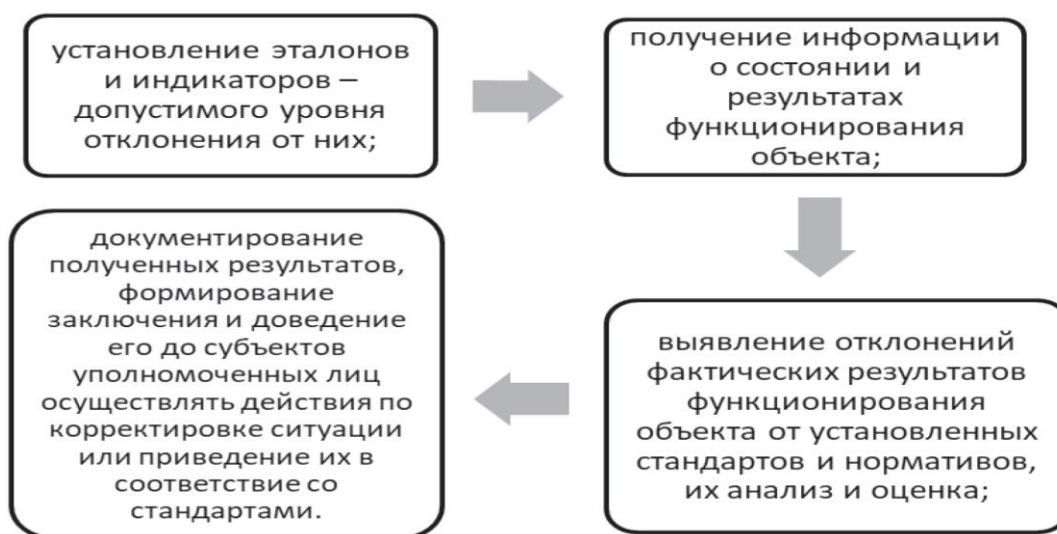 установление эталонов
и индикаторов –
допустимого уровня
отклонения от них;
получение информации
о состоянии и
результатах
функционирования
объекта;
выявление отклонений
фактических результатов
функционирования
объекта от установленных
стандартов и нормативов,
их анализ и оценка;
документирование
полученных результатов,
формирование
заключения и доведение
его до субъектов
уполномоченных лиц
осуществлять действия по
корректировке ситуации
или приведение их в
соответствие со
стандартами.